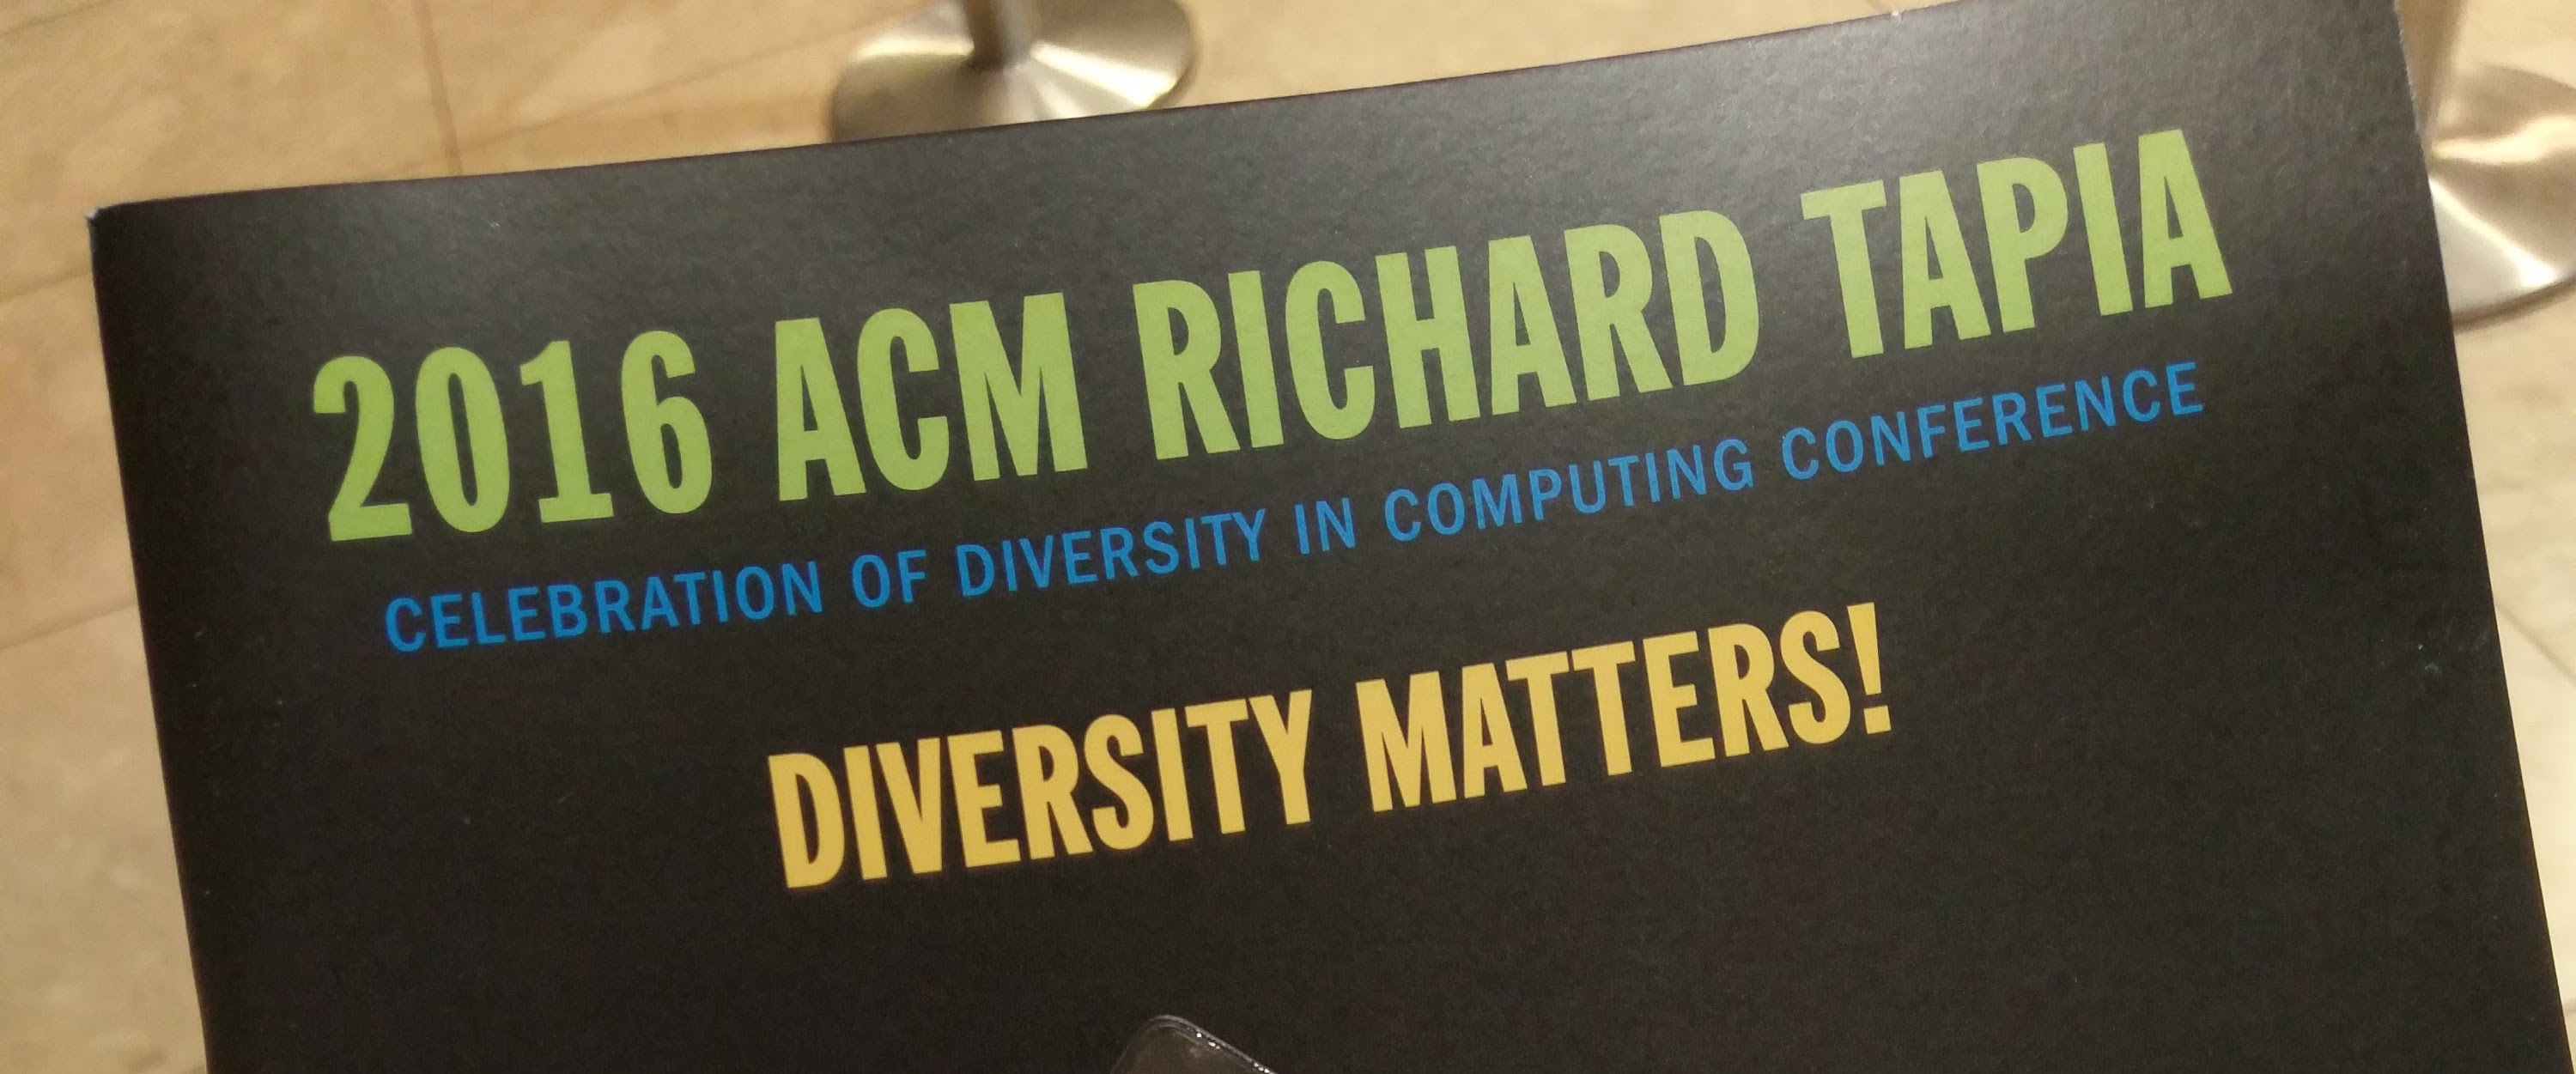 2016 ACM RICHARD TAPIA
CELEBRATION OF DIVERSITY IN COMPUTING CONFERENCE
DIVERSITY MATTERS!